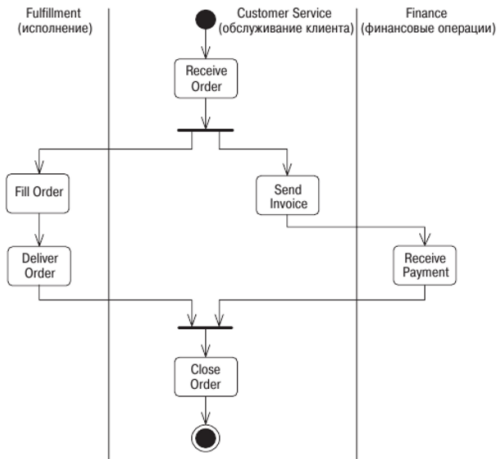 Fulfillment
(исполнение)
Customer Service
(обслуживание клиента)
Finance
(финансовые операции)
Receive
Order
Fill Order
Send
Invoice
Deliver
Order
Receive
Payment
Close
Order